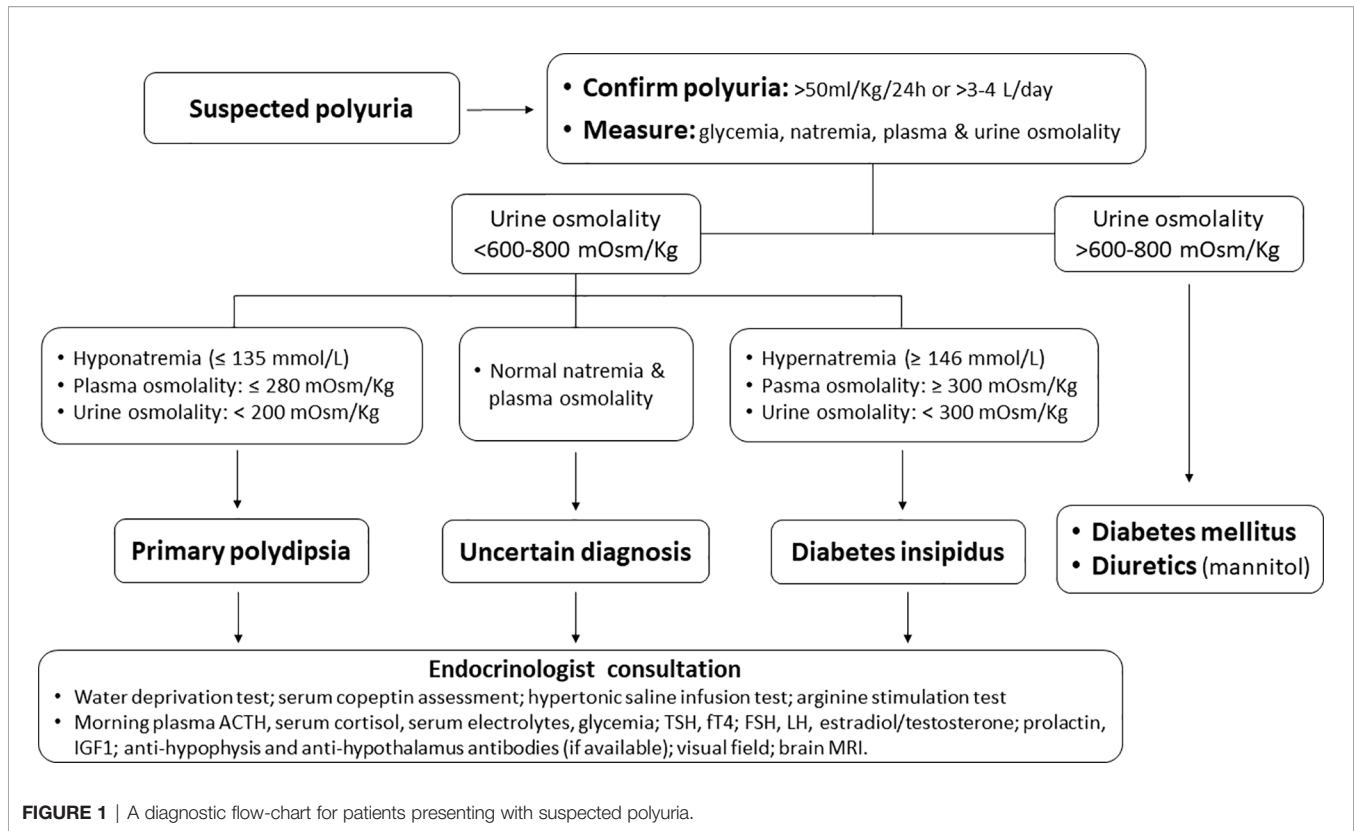 Suspected polyuria
• Confirm polyuria: >50ml/Kg/24h or >3-4 L/day
• Measure: glycemia, natremia, plasma & urine osmolality
Urine osmolality
<600-800 mOsm/Kg
Urine osmolality
>600-800 mOsm/Kg
• Hyponatremia (≤ 135 mmol/L)
• Plasma osmolality: ≤ 280 mOsm/Kg
• Urine osmolality: < 200 mOsm/Kg
• Normal natremia &
plasma osmolality
• Hypernatremia (≥ 146 mmol/L)
• Pasma osmolality: ≥ 300 mOsm/Kg
• Urine osmolality: < 300 mOsm/Kg
Primary polydipsia
Uncertain diagnosis
Diabetes insipidus
• Diabetes mellitus
• Diuretics (mannitol)
Endocrinologist consultation
• Water deprivation test; serum copeptin assessment; hypertonic saline infusion test; arginine stimulation test
• Morning plasma ACTH, serum cortisol, serum electrolytes, glycemia; TSH, fT4; FSH, LH, estradiol/testosterone; prolactin,
IGF1; anti-hypophysis and anti-hypothalamus antibodies (if available); visual field; brain MRI.
FIGURE 1 | A diagnostic flow-chart for patients presenting with suspected polyuria.